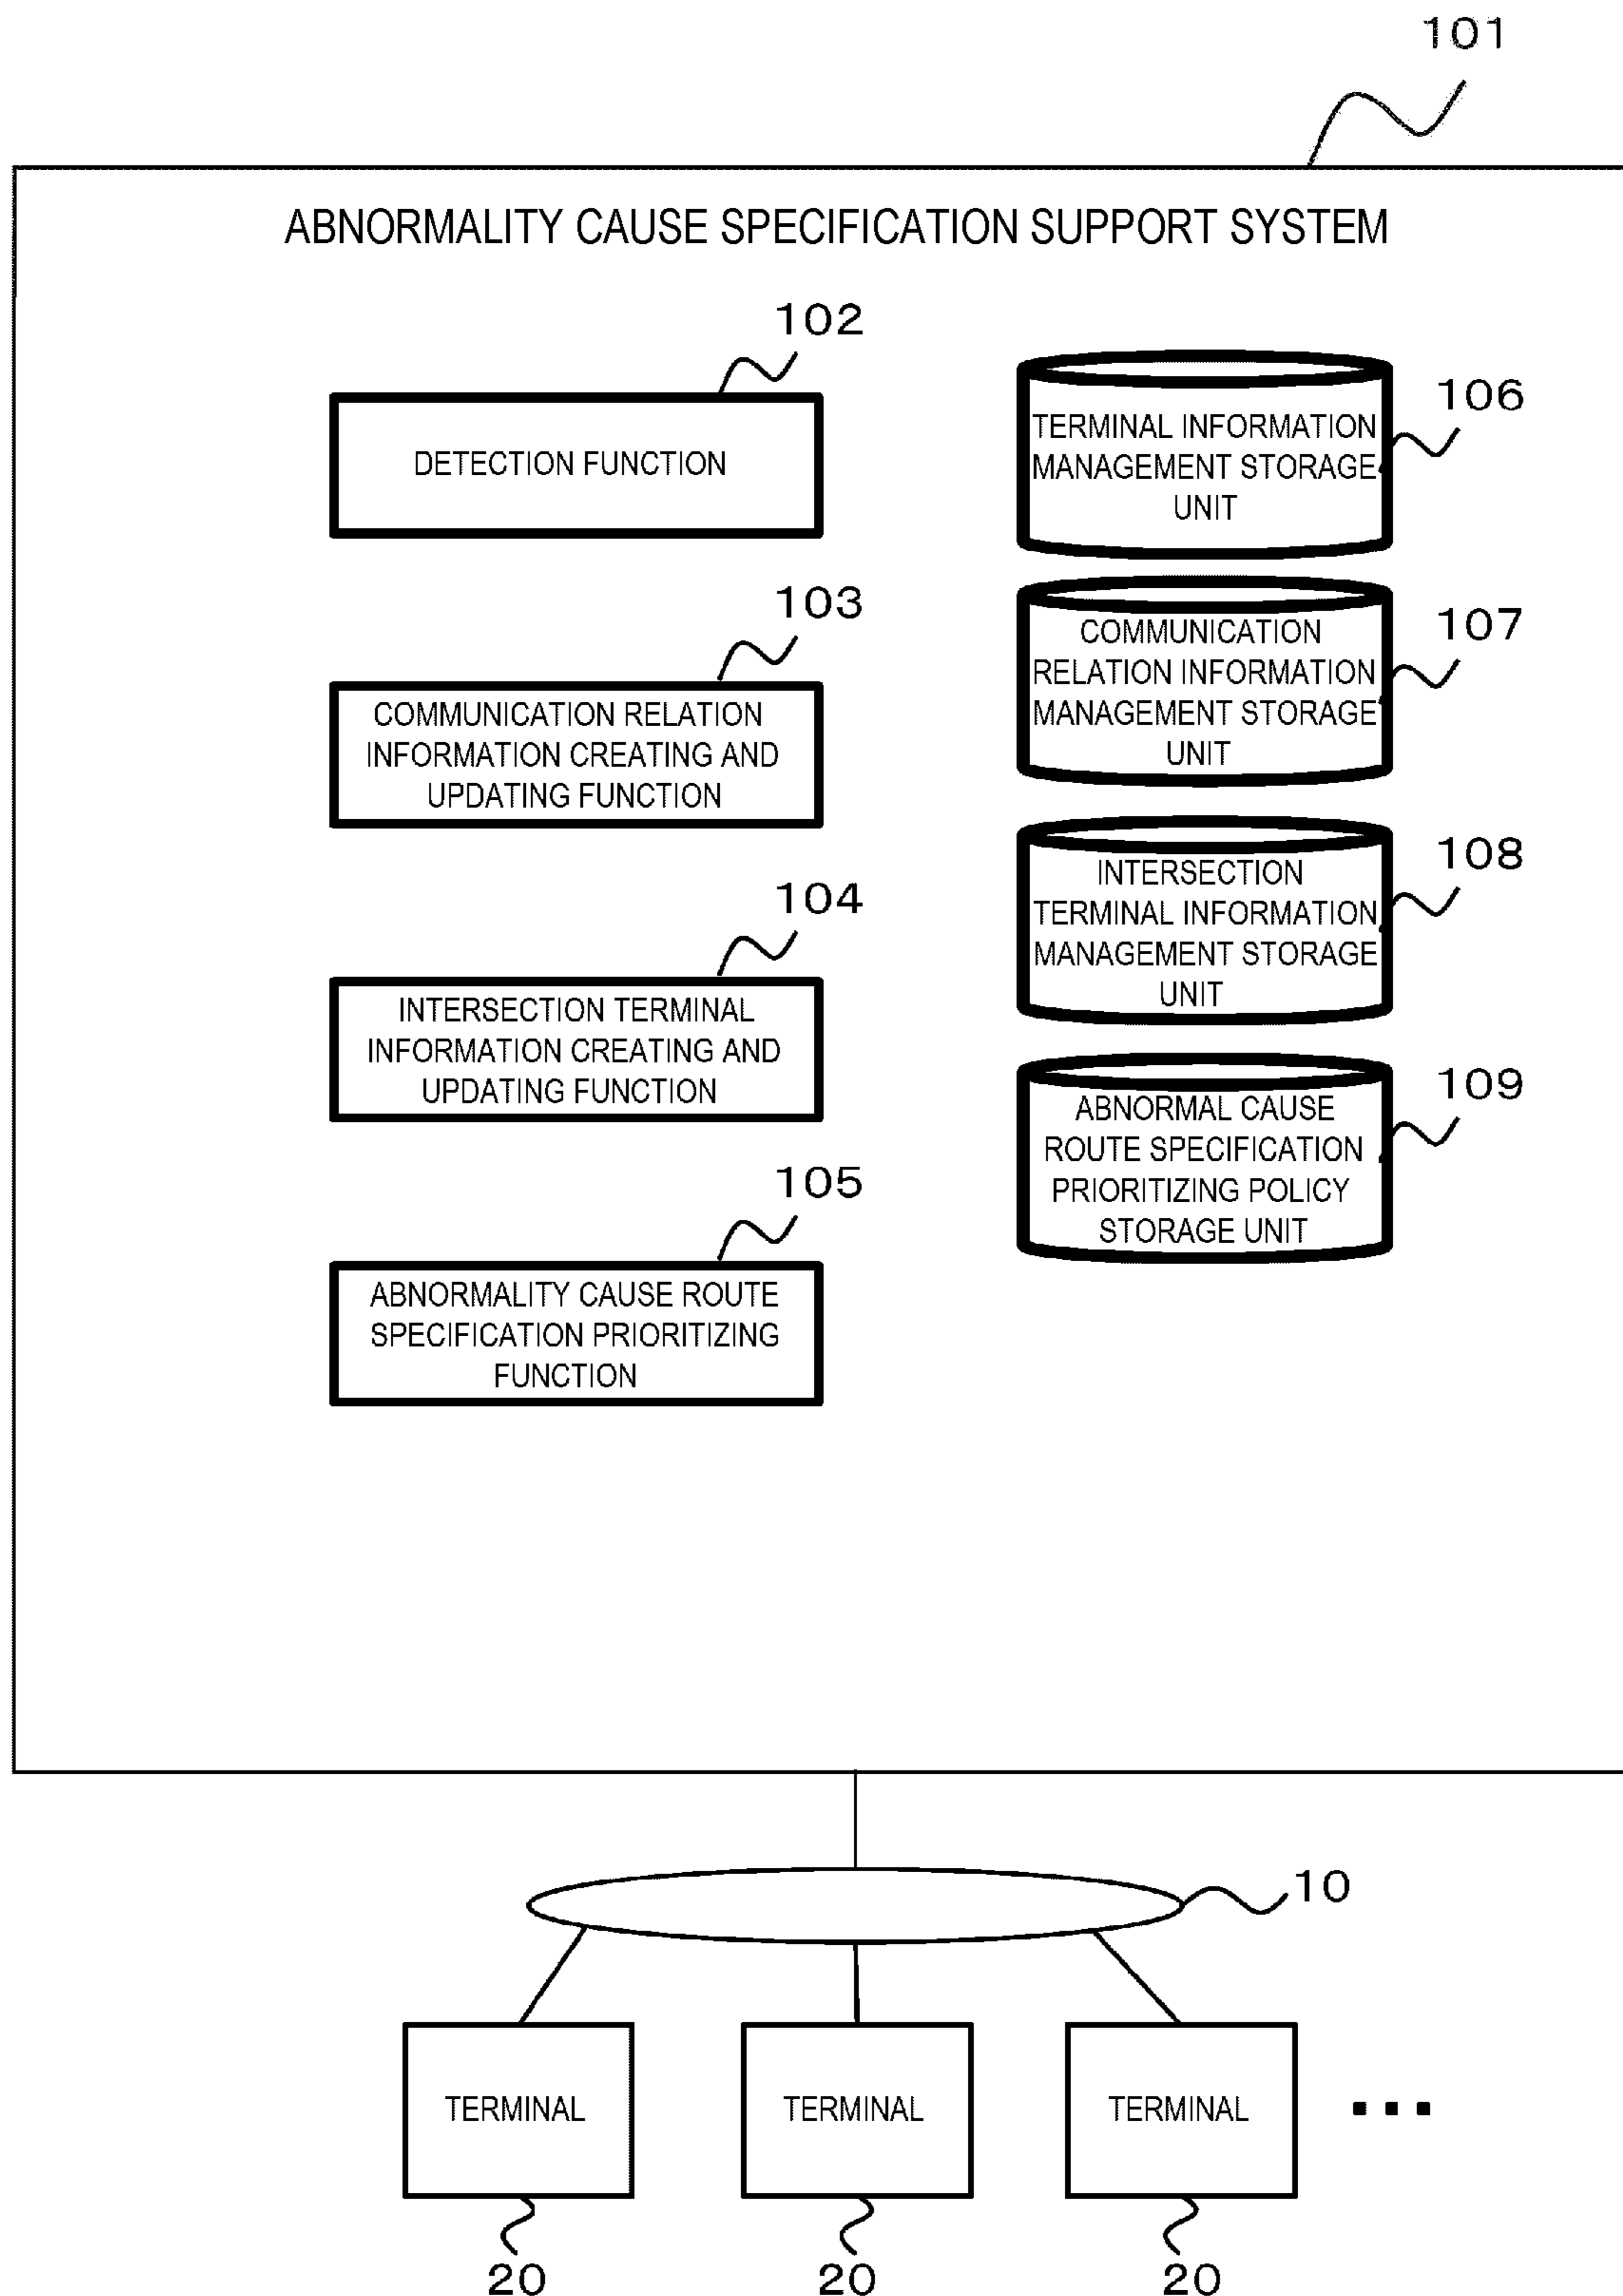 101
ABNORMALITY CAUSE SPECIFICATION SUPPORT SYSTEM
102
DETECTION FUNCTION
103
COMMUNICATION RELATION
INFORMATION CREATING AND
UPDATING FUNCTION
104
INTERSECTION TERMINAL
INFORMATION CREATING AND
UPDATING FUNCTION
105
ABNORMALITY CAUSE ROUTE
SPECIFICATION PRIORITIZING
FUNCTION
106
TERMINAL INFORMATION
MANAGEMENT STORAGE
UNIT
107
COMMUNICATION
RELATION INFORMATION
MANAGEMENT STORAGE
UNIT
108
INTERSECTION
TERMINAL INFORMATION
MANAGEMENT STORAGE
UNIT
109
ABNORMAL CAUSE
ROUTE SPECIFICATION
PRIORITIZING POLICY
STORAGE UNIT
10
TERMINAL
TERMINAL
TERMINAL
...
20
20
20